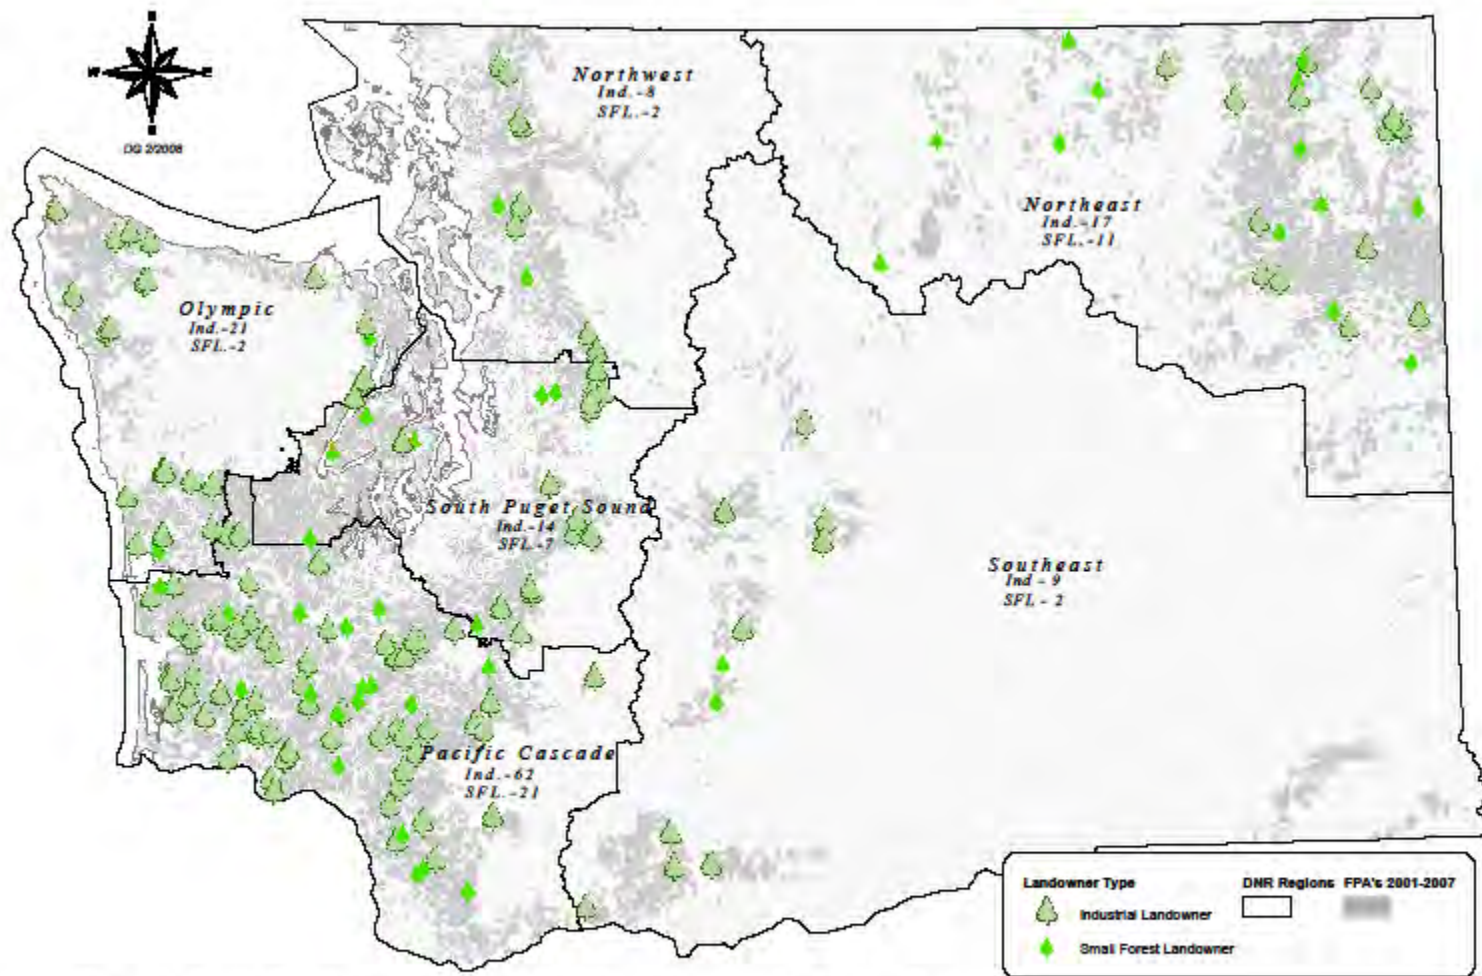 DG 2/2008
Northwest
Ind.-8
SFL.-2
Northeast
Ind.-17
SFL.-11
Olympic
Ind.-21
SFL.-2
South Puget Sound
Ind.-14
SFL.-7
Southeast
Ind - 9
SFL - 2
Pacific Cascade
Ind.-62
SFL.-21
Landowner Type
DNR Regions
FPA's 2001-2007
Industrial Landowner
Small Forest Landowner